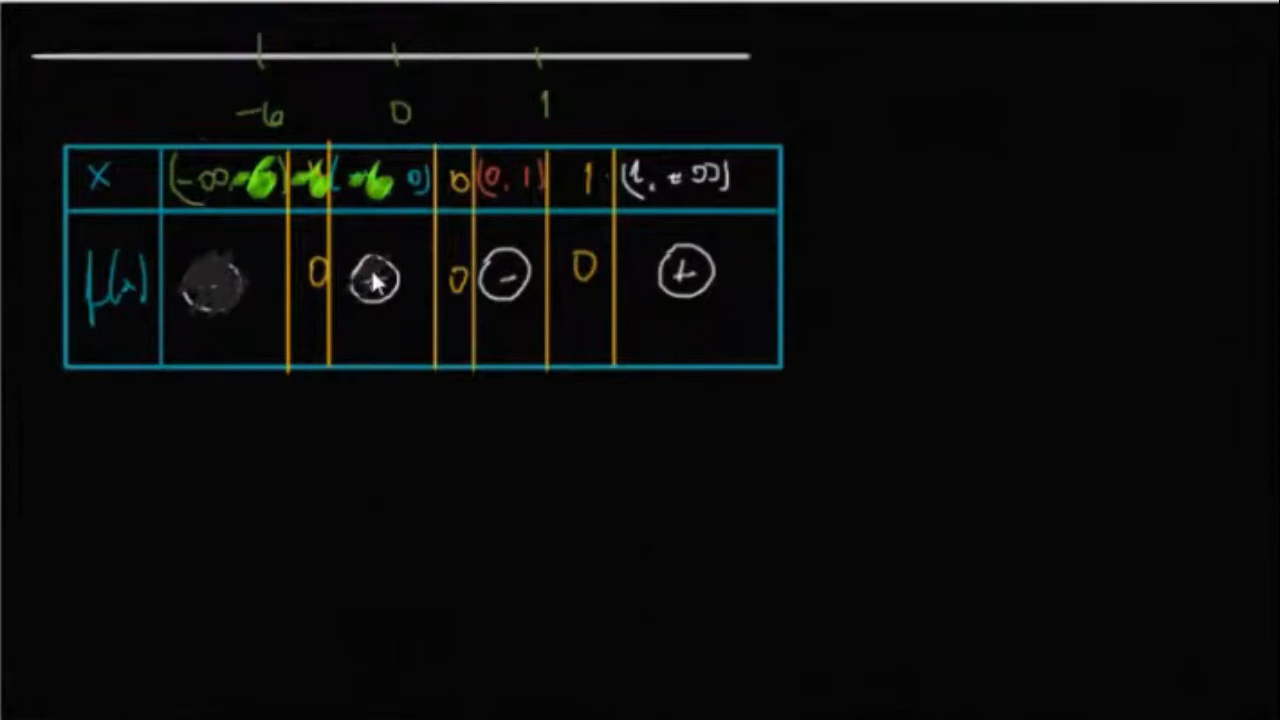 -6 0 1
x (-∞, -6) -6 (-6 0) 0 (0, 1) 1 (1, +∞)
f(x) - 0 + 0 - 0 +